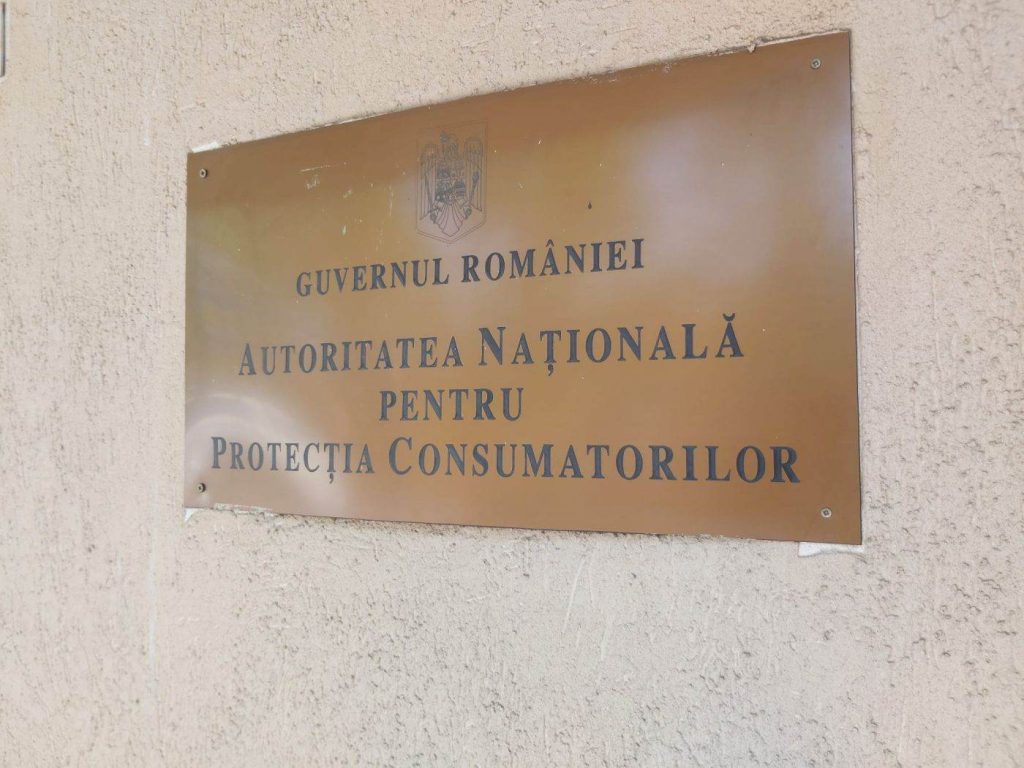 GUVERNUL ROMÂNIEI
AUTORITATEA NAȚIONALĂ
PENTRU
PROTECȚIA CONSUMATORILOR